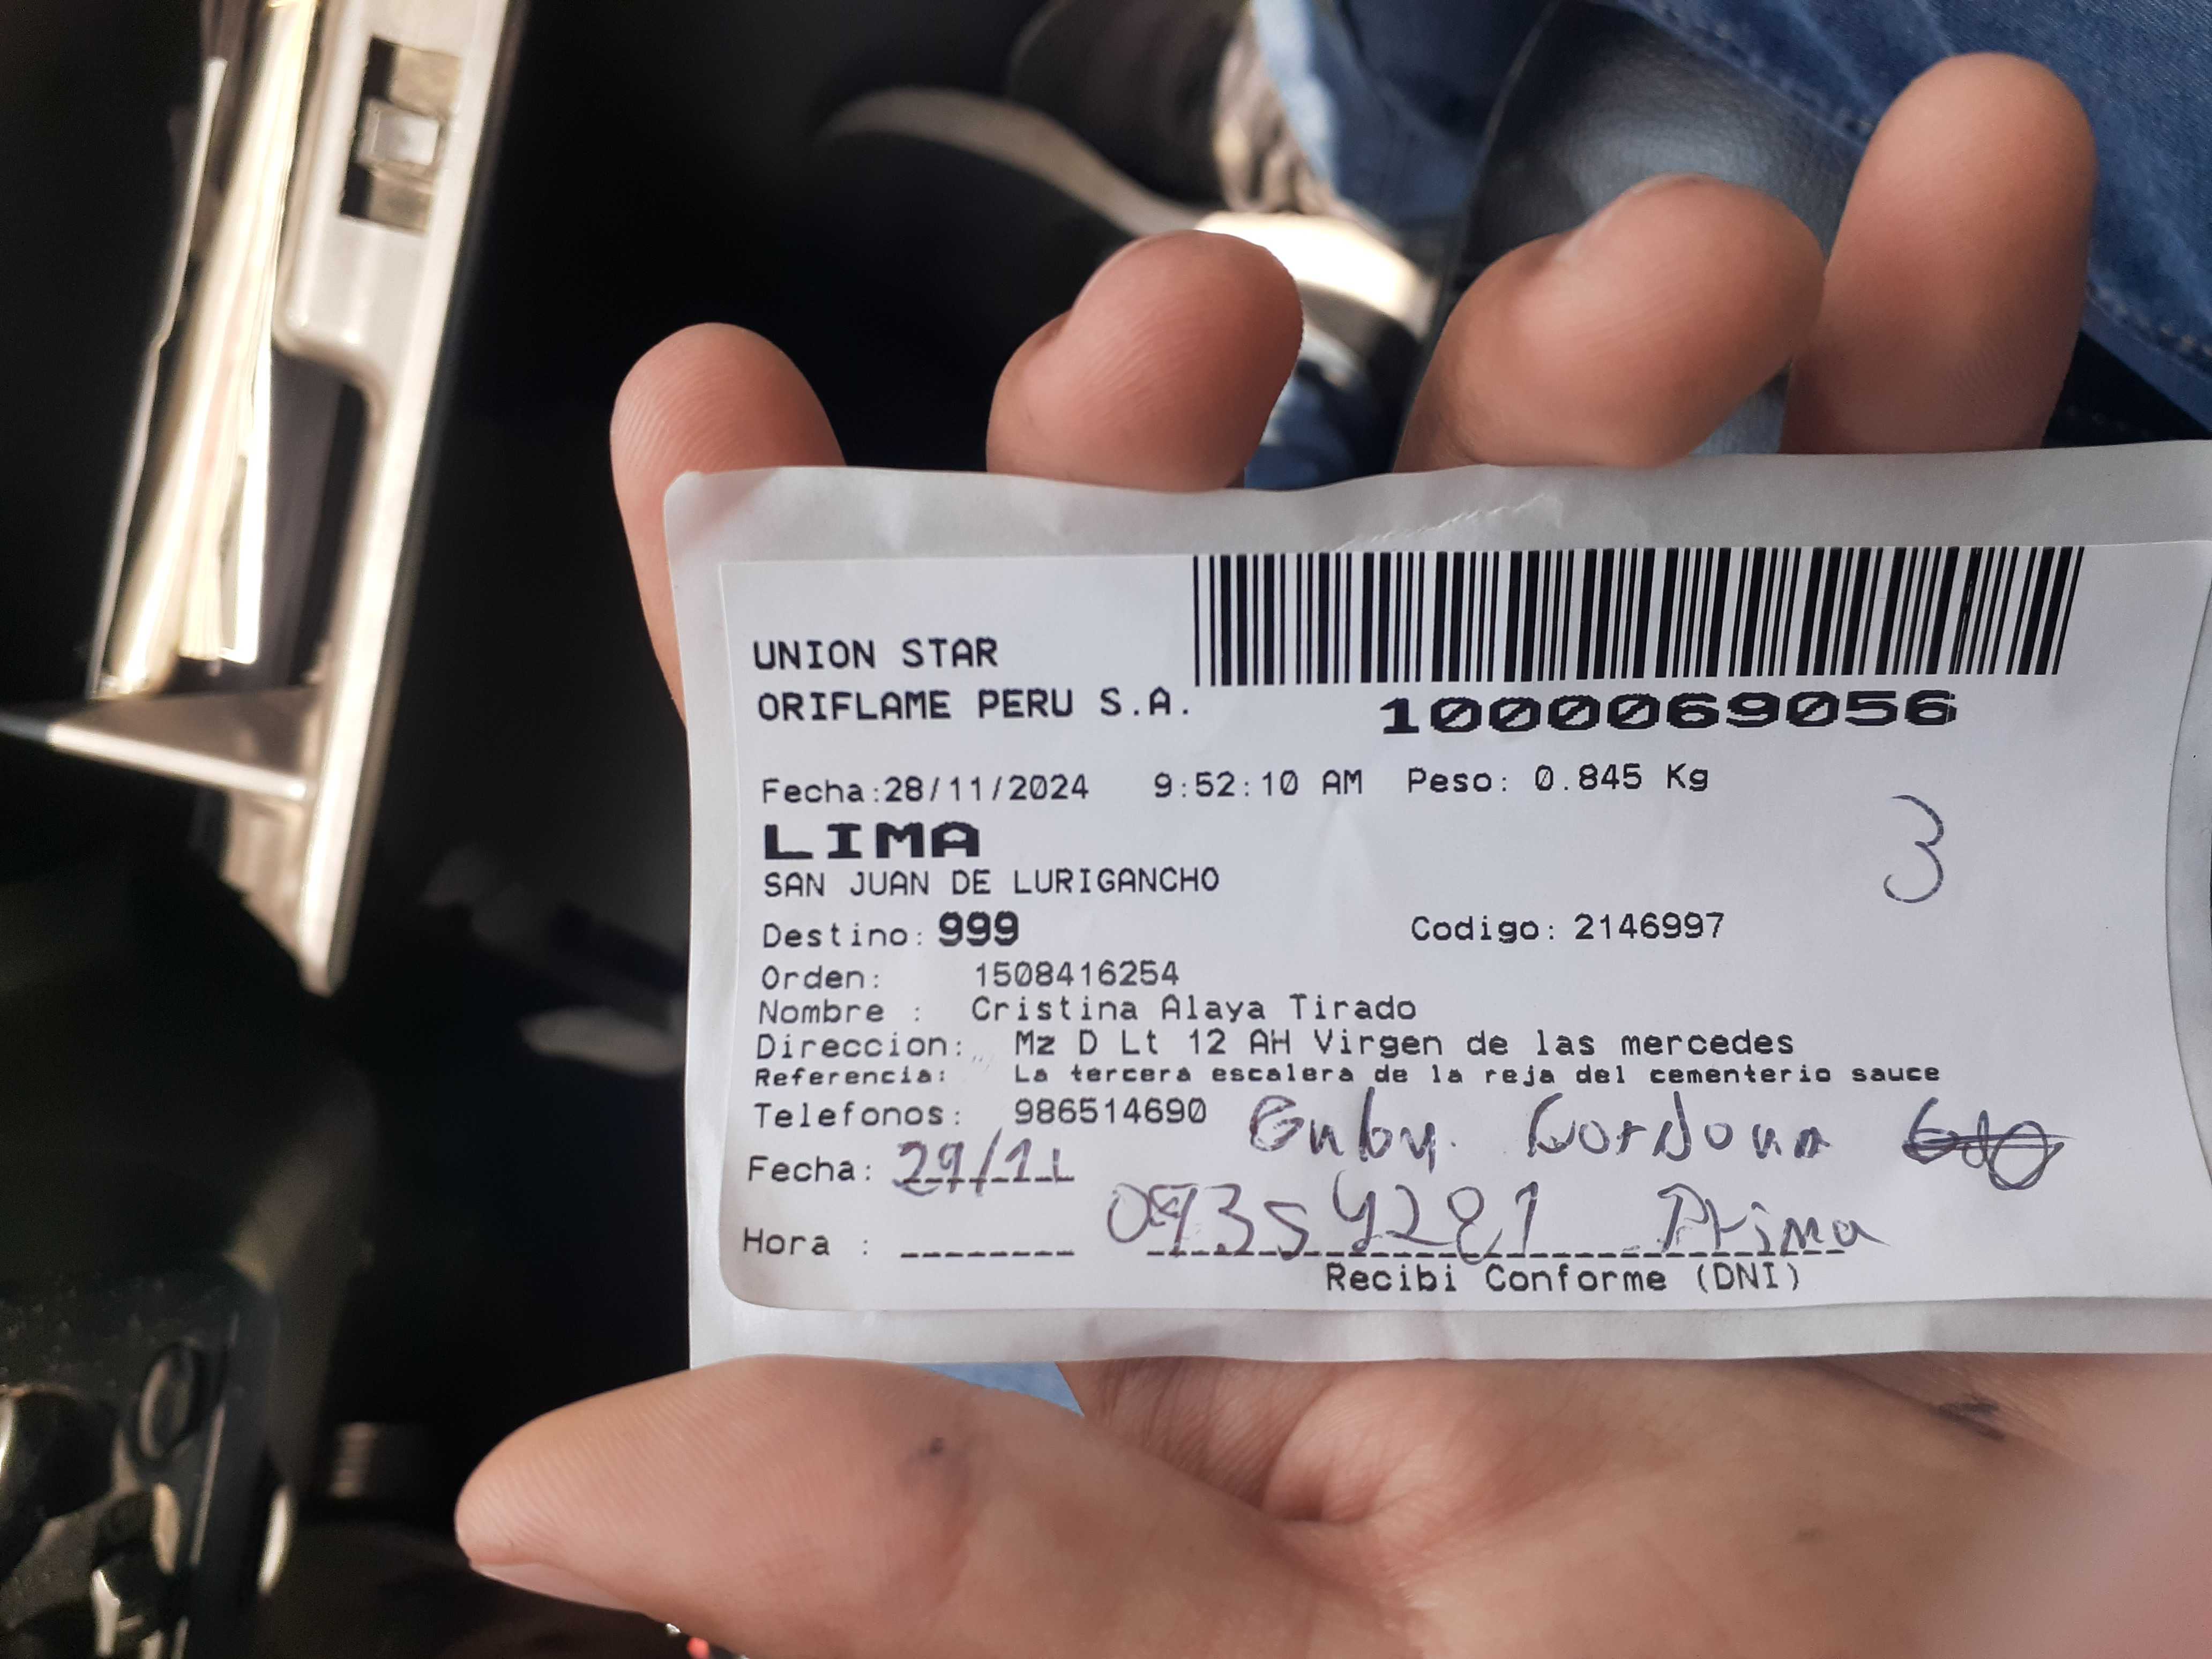 UNION STAR
ORIFLAME PERU S.A.
1000069056
Fecha:28/11/2024 9:52:10 AM Peso: 0.845 Kg
LIMA
3
SAN JUAN DE LURIGANCHO
Destino: 999 Codigo: 2146997
Orden: 1508416254
Nombre : Cristina Alaya Tirado
Direccion: Mz D Lt 12 AH Virgen de las mercedes
Referencia: La tercera escalera de la reja del cementerio sauce
Telefonos: 986514690
Fecha: 29/11
Hora : Prima
Recibi Conforme (DNI)